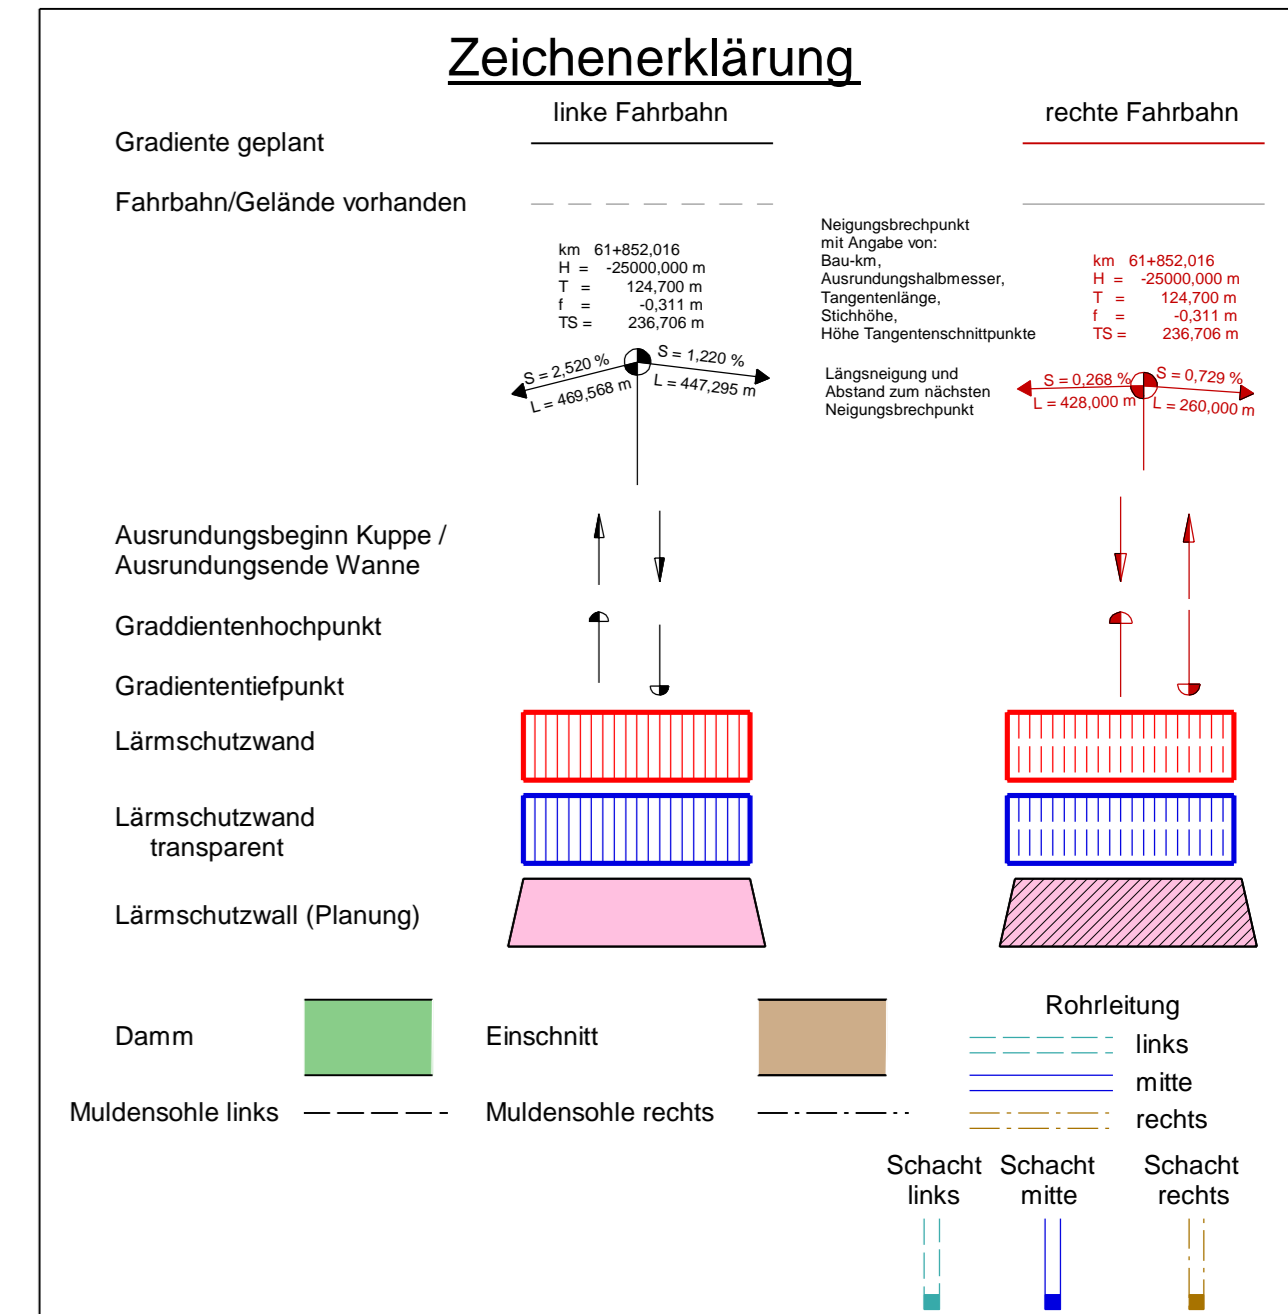 Zeichenerklärung
linke Fahrbahn
rechte Fahrbahn
Gradiente geplant
Fahrbahn/Gelände vorhanden
km 61+852,016
H = -25000,000 m
T = 124,700 m
f = -0,311 m
TS = 236,706 m
Neigungsbrechpunkt
mit Angabe von:
Bau-km,
Ausrundungshalbmesser,
Tangentenlänge,
Stichhöhe,
Höhe Tangentenschnittpunkte
km 61+852,016
H = -25000,000 m
T = 124,700 m
f = -0,311 m
TS = 236,706 m
S = 2,520 %
L = 469,568 m
S = 1,220 %
L = 447,295 m
Längsneigung und
Abstand zum nächsten
Neigungsbrechpunkt
S = 0,268 %
L = 428,000 m
S = 0,729 %
L = 260,000 m
Ausrundungsbeginn Kuppe /
Ausrundungsende Wanne
Graddientenhochpunkt
Gradiententiefpunkt
Lärmschutzwand
Lärmschutzwand
transparent
Lärmschutzwall (Planung)
Damm
Einschnitt
Rohrleitung
links
mitte
rechts
Muldensohle links
Muldensohle rechts
Schacht
links
Schacht
mitte
Schacht
rechts